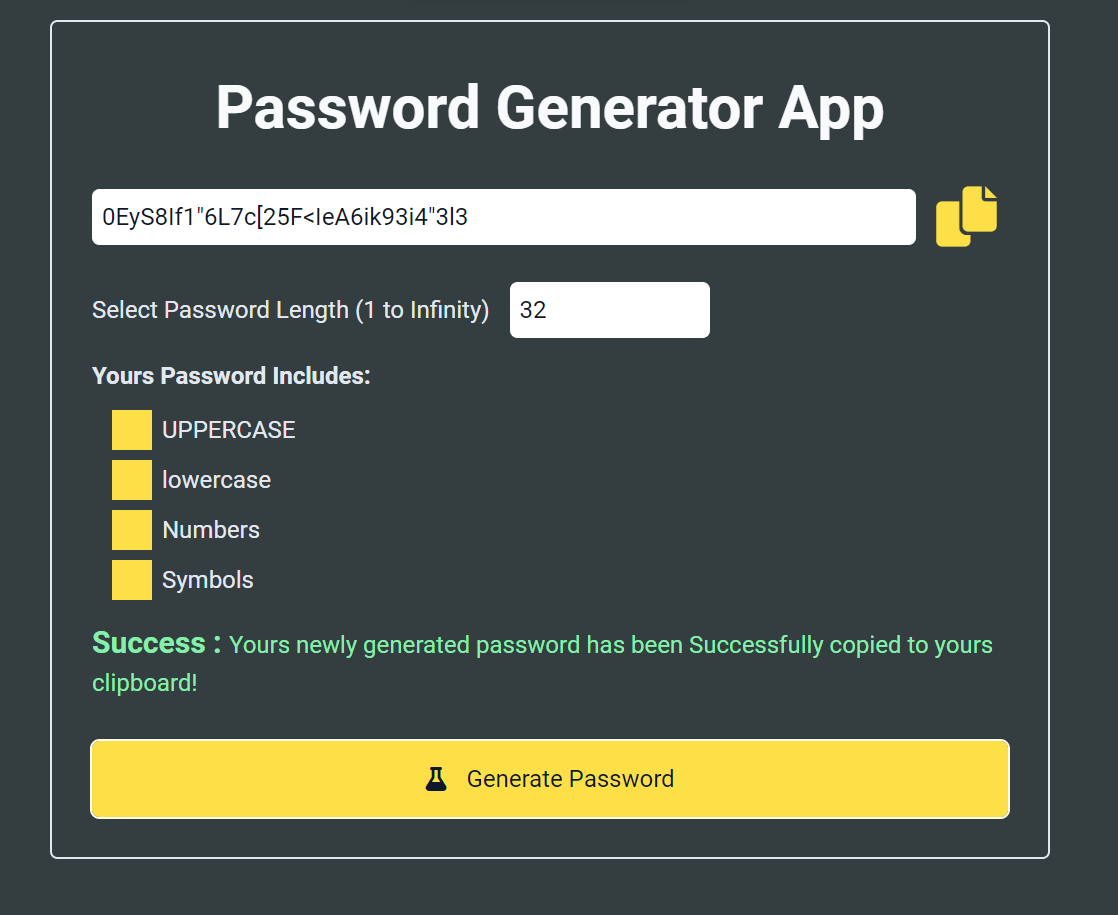 Password Generator App
0EyS8If1"6L7c[25F<IeA6ik93i4"3l3
Select Password Length (1 to Infinity) 32
Yours Password Includes:
UPPERCASE
lowercase
Numbers
Symbols
Success : Yours newly generated password has been Successfully copied to yours
clipboard!
Generate Password